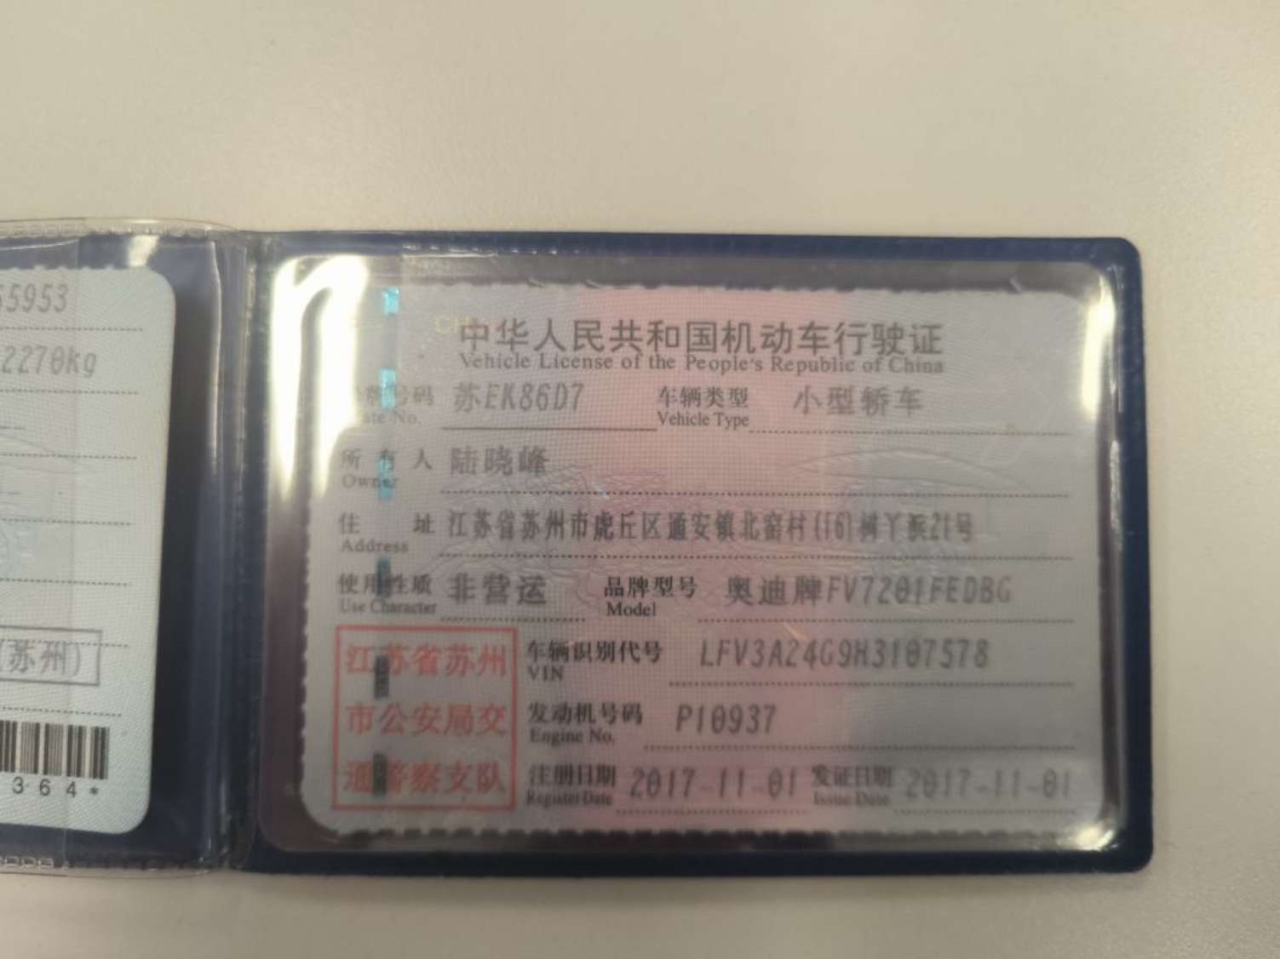 55953
2270kg
(苏州)
364*
中华人民共和国机动车行驶证
Vehicle License of the People's Republic of China
号码 苏EK86D7 车辆类型 小型轿车
Plate No. Vehicle Type
所有人 陆晓峰
Owner
住址 江苏省苏州市虎丘区通安镇北窑村(16)树丫浜21号
Address
使用性质 非营运 品牌型号 奥迪牌FV7201FEDBG
Use Character Model
江苏省苏州 车辆识别代号 LFV3A24G9H3107578
VIN
市公安局交 发动机号码 P10937
Engine No.
通警察支队 注册日期 2017-11-01 发证日期 2017-11-01
Register Date Issue Date